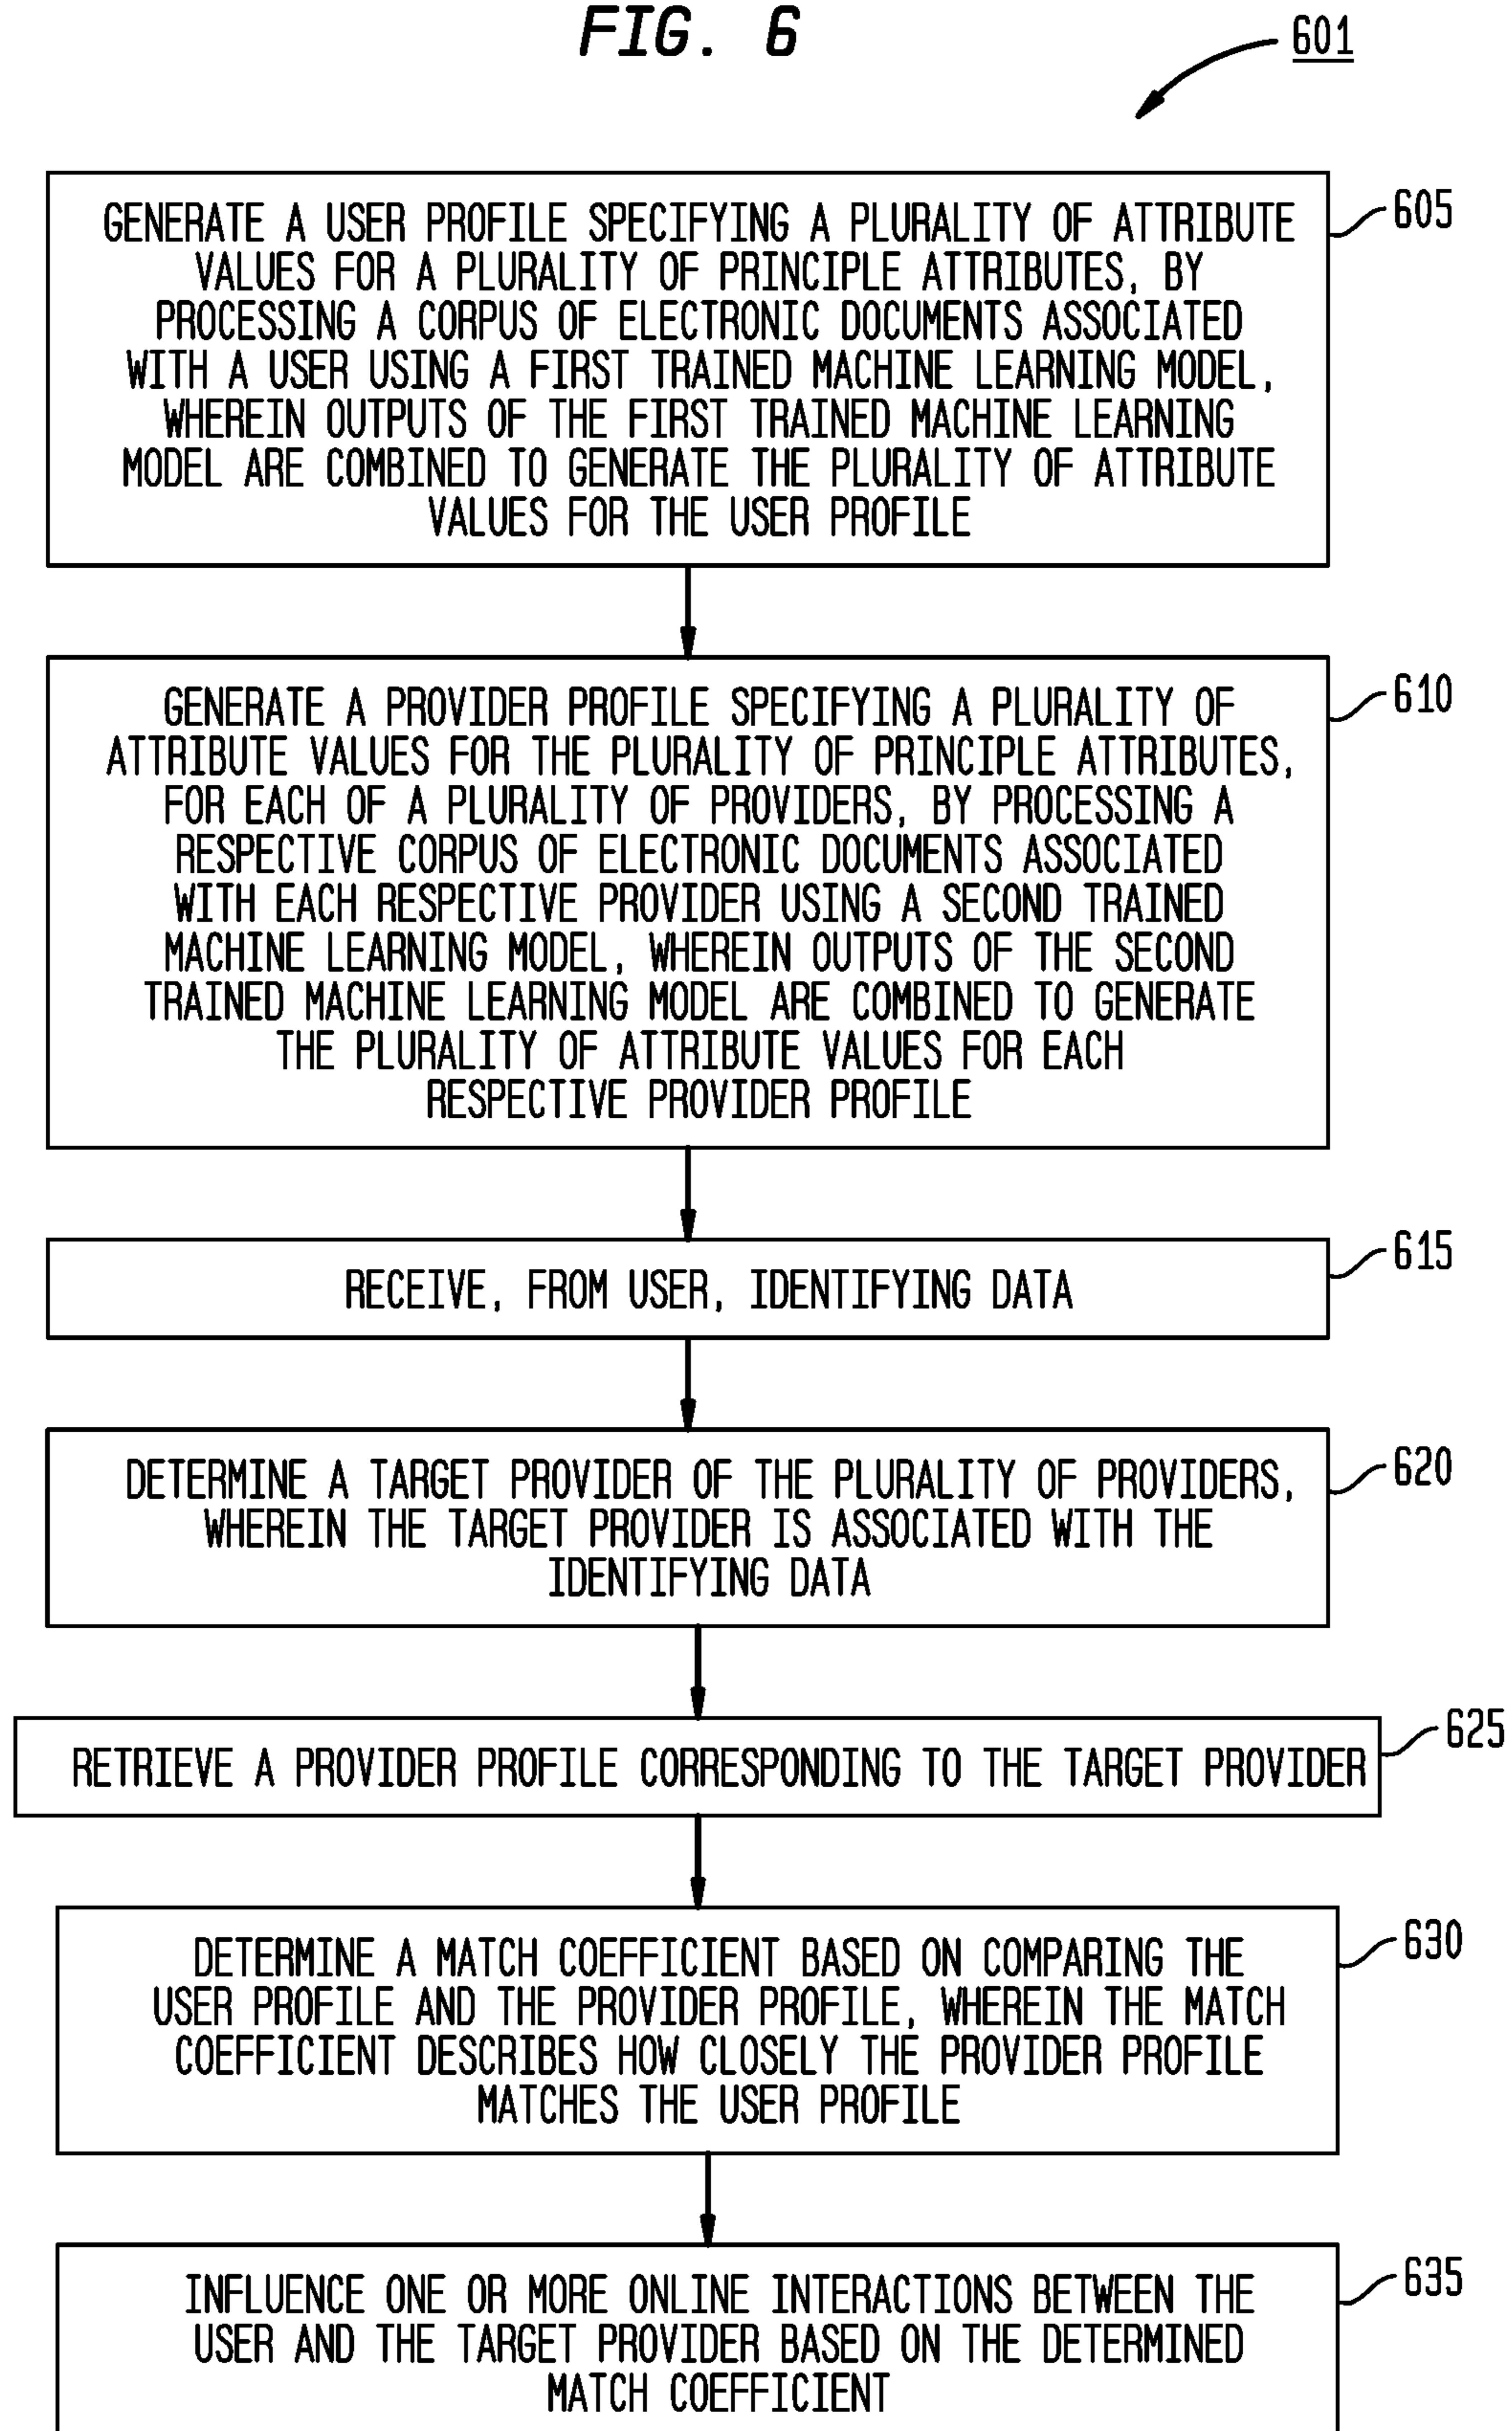 FIG. 6
601
GENERATE A USER PROFILE SPECIFYING A PLURALITY OF ATTRIBUTE
VALUES FOR A PLURALITY OF PRINCIPLE ATTRIBUTES, BY
PROCESSING A CORPUS OF ELECTRONIC DOCUMENTS ASSOCIATED
WITH A USER USING A FIRST TRAINED MACHINE LEARNING MODEL,
WHEREIN OUTPUTS OF THE FIRST TRAINED MACHINE LEARNING
MODEL ARE COMBINED TO GENERATE THE PLURALITY OF ATTRIBUTE
VALUES FOR THE USER PROFILE
605
GENERATE A PROVIDER PROFILE SPECIFYING A PLURALITY OF
ATTRIBUTE VALUES FOR THE PLURALITY OF PRINCIPLE ATTRIBUTES,
FOR EACH OF A PLURALITY OF PROVIDERS, BY PROCESSING A
RESPECTIVE CORPUS OF ELECTRONIC DOCUMENTS ASSOCIATED
WITH EACH RESPECTIVE PROVIDER USING A SECOND TRAINED
MACHINE LEARNING MODEL, WHEREIN OUTPUTS OF THE SECOND
TRAINED MACHINE LEARNING MODEL ARE COMBINED TO GENERATE
THE PLURALITY OF ATTRIBUTE VALUES FOR EACH
RESPECTIVE PROVIDER PROFILE
610
RECEIVE, FROM USER, IDENTIFYING DATA
615
DETERMINE A TARGET PROVIDER OF THE PLURALITY OF PROVIDERS,
WHEREIN THE TARGET PROVIDER IS ASSOCIATED WITH THE
IDENTIFYING DATA
620
RETRIEVE A PROVIDER PROFILE CORRESPONDING TO THE TARGET PROVIDER
625
DETERMINE A MATCH COEFFICIENT BASED ON COMPARING THE
USER PROFILE AND THE PROVIDER PROFILE, WHEREIN THE MATCH
COEFFICIENT DESCRIBES HOW CLOSELY THE PROVIDER PROFILE
MATCHES THE USER PROFILE
630
INFLUENCE ONE OR MORE ONLINE INTERACTIONS BETWEEN THE
USER AND THE TARGET PROVIDER BASED ON THE DETERMINED
MATCH COEFFICIENT
635